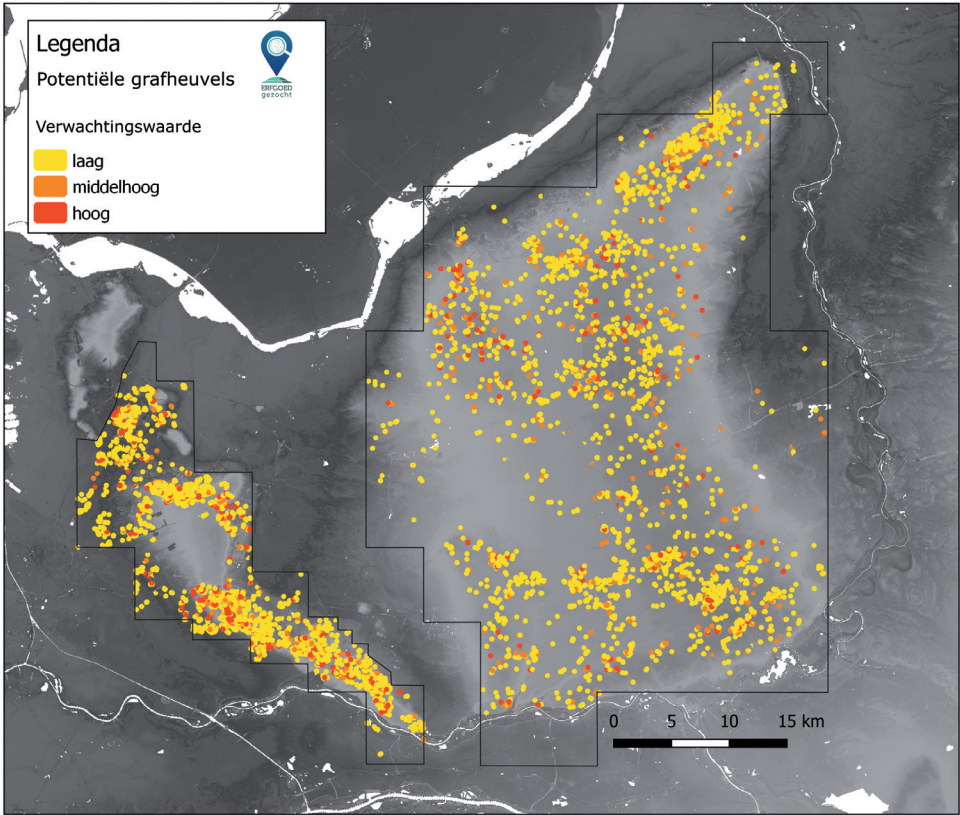 Legenda
Potentiële grafheuvels
ERFGOED
gezocht
Verwachtingswaarde
laag
middelhoog
hoog
0 5 10 15 km